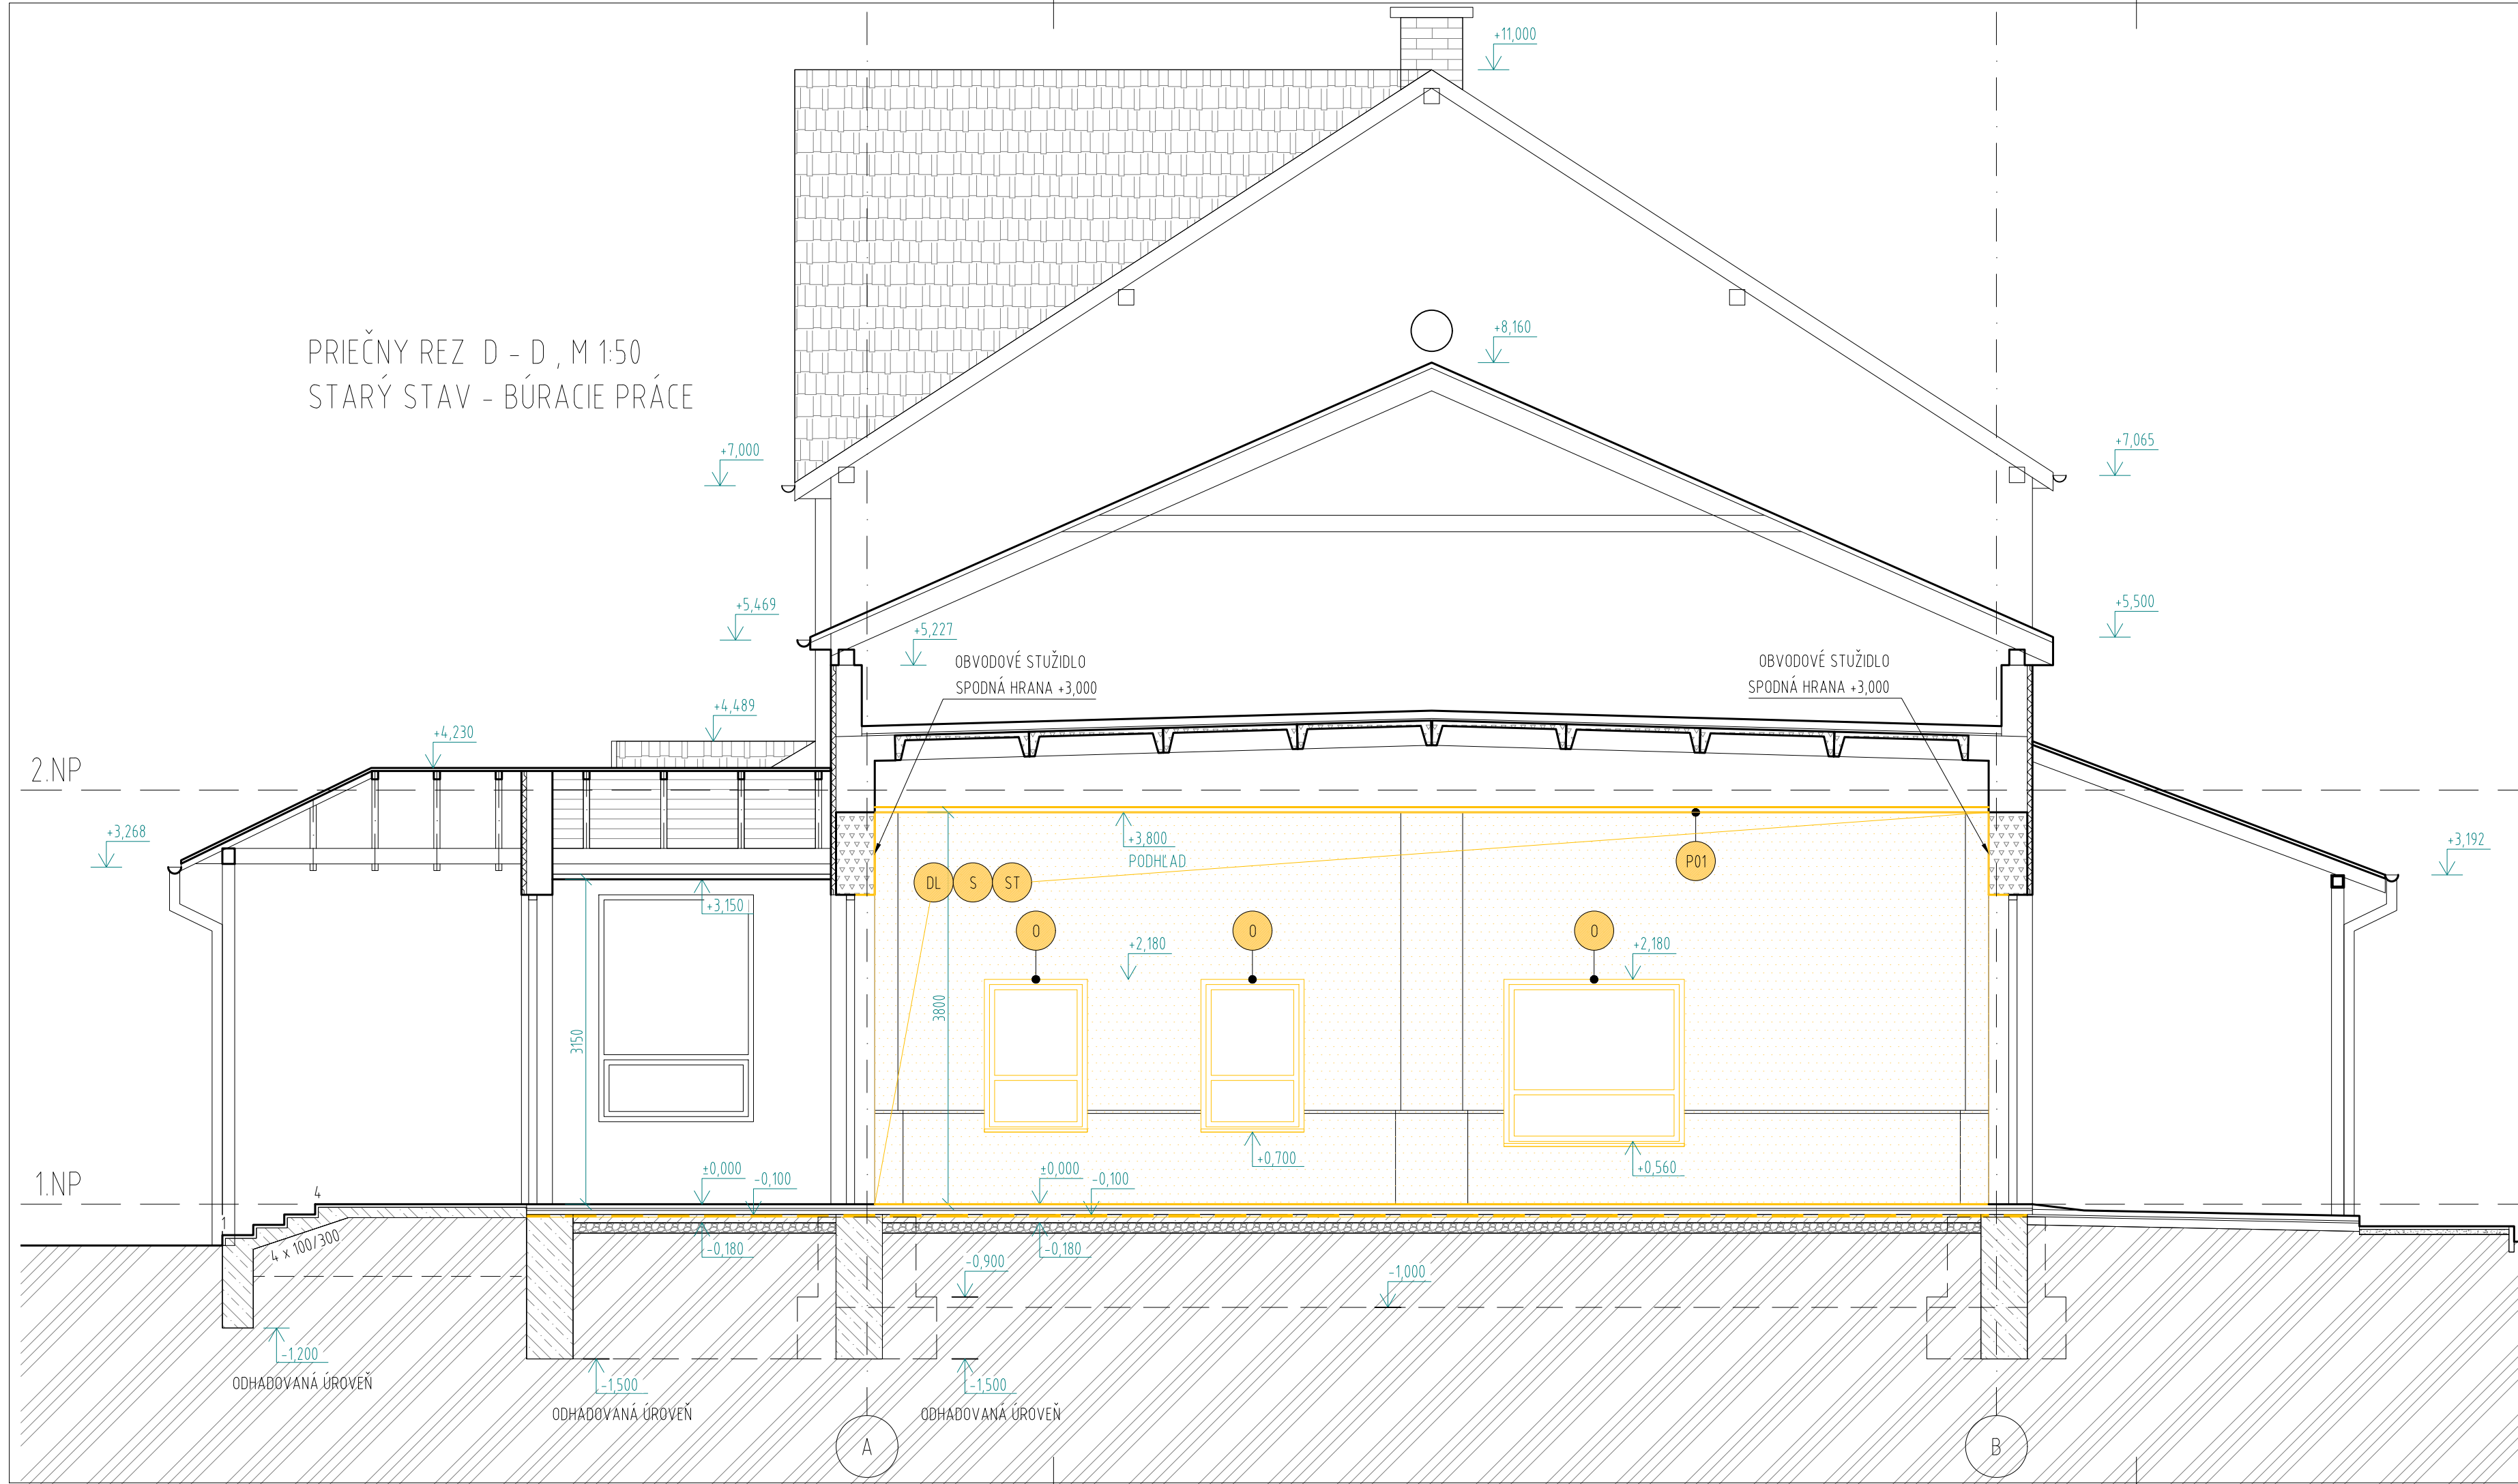 +11,000
+8,160
PRIEČNY REZ D - D , M 1:50
STARÝ STAV - BÚRACIE PRÁCE
+7,000
+7,065
+5,469
+5,500
+5,227
OBVODOVÉ STUŽIDLO
SPODNÁ HRANA +3,000
OBVODOVÉ STUŽIDLO
SPODNÁ HRANA +3,000
+4,489
+4,230
2.NP
+3,268
+3,800
PODHĽAD
P01
+3,192
DL
S
ST
+3,150
O
O
O
+2,180
+2,180
3150
3800
+0,700
+0,560
1.NP
±0,000
-0,100
±0,000
-0,100
4
1
4 x 100/300
-0,180
-0,180
-0,900
-1,000
-1,200
ODHADOVANÁ ÚROVEŇ
-1,500
ODHADOVANÁ ÚROVEŇ
-1,500
ODHADOVANÁ ÚROVEŇ
A
B